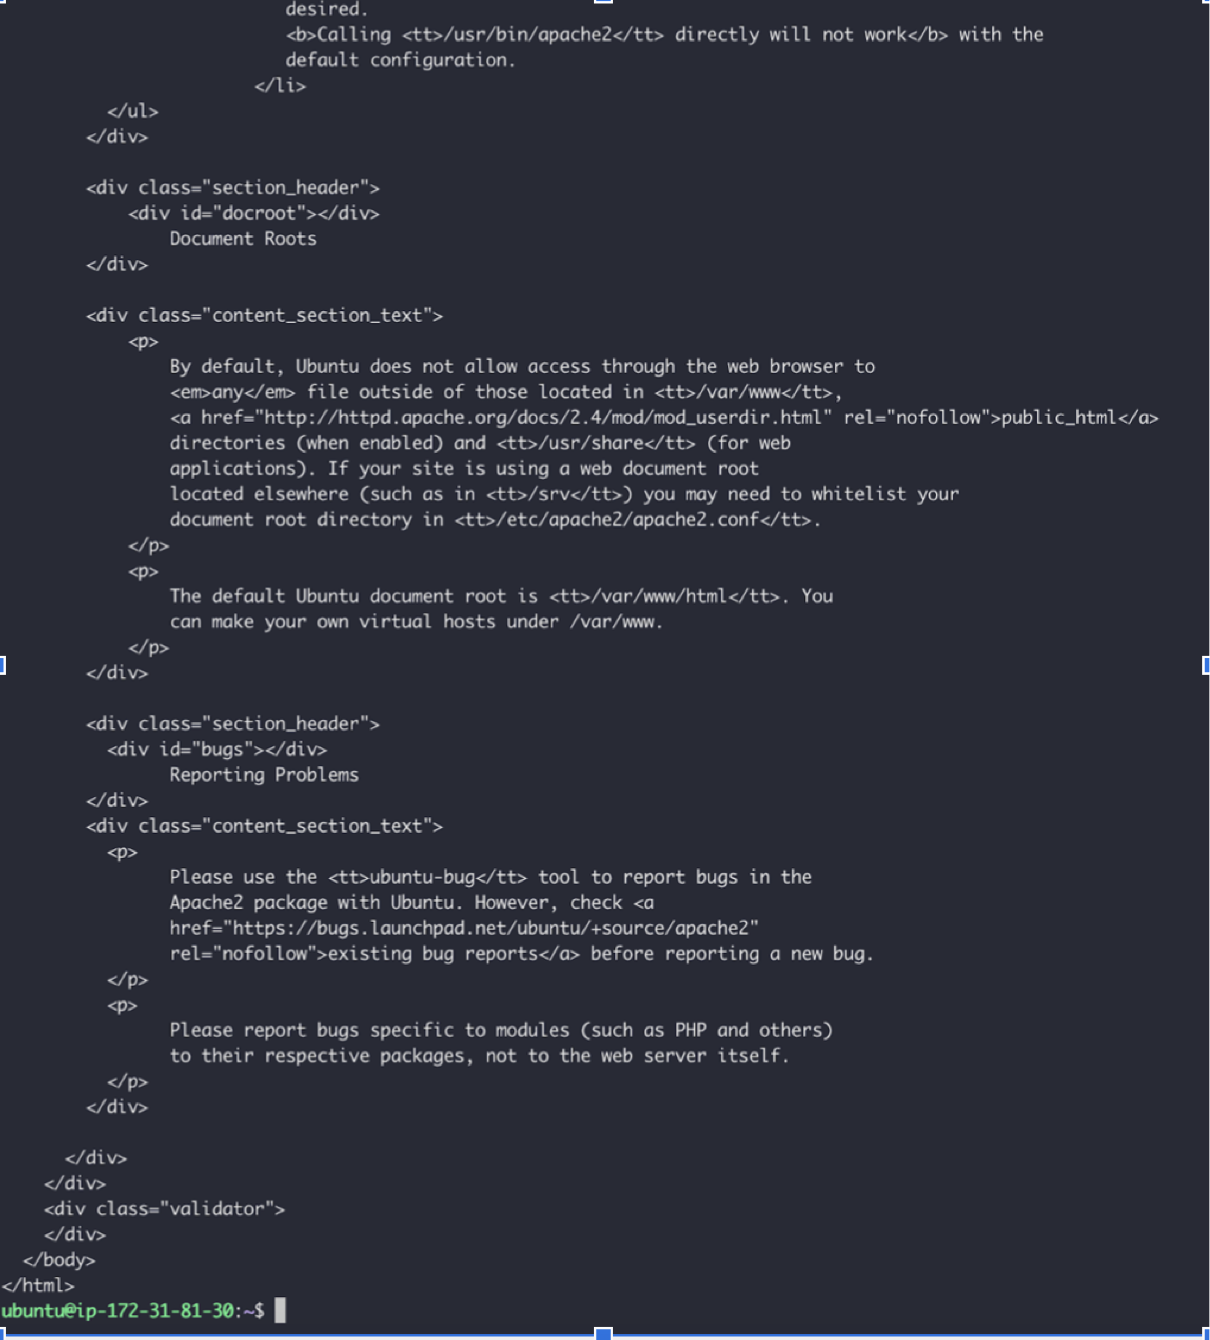 desired.
<b>Calling <tt>/usr/bin/apache2</tt> directly will not work</b> with the
default configuration.
</li>
</ul>
</div>
<div class="section_header">
<div id="docroot"></div>
Document Roots
</div>
<div class="content_section_text">
<p>
By default, Ubuntu does not allow access through the web browser to
<em>any</em> file outside of those located in <tt>/var/www</tt>,
<a href="http://httpd.apache.org/docs/2.4/mod/mod_userdir.html" rel="nofollow">public_html</a>
directories (when enabled) and <tt>/usr/share</tt> (for web
applications). If your site is using a web document root
located elsewhere (such as in <tt>/srv</tt>) you may need to whitelist your
document root directory in <tt>/etc/apache2/apache2.conf</tt>.
</p>
<p>
The default Ubuntu document root is <tt>/var/www/html</tt>. You
can make your own virtual hosts under /var/www.
</p>
</div>
<div class="section_header">
<div id="bugs"></div>
Reporting Problems
</div>
<div class="content_section_text">
<p>
Please use the <tt>ubuntu-bug</tt> tool to report bugs in the
Apache2 package with Ubuntu. However, check <a
href="https://bugs.launchpad.net/ubuntu/+source/apache2"
rel="nofollow">existing bug reports</a> before reporting a new bug.
</p>
<p>
Please report bugs specific to modules (such as PHP and others)
to their respective packages, not to the web server itself.
</p>
</div>
</div>
</div>
<div class="validator">
</div>
</body>
</html>
ubuntu@ip-172-31-81-30:~$